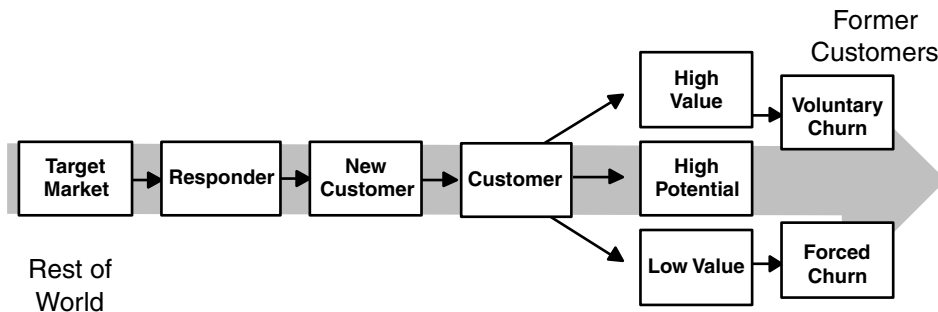 Former
Customers
High
Value
Voluntary
Churn
Target
Market
Responder
New
Customer
Customer
High
Potential
Low Value
Forced
Churn
Rest of
World